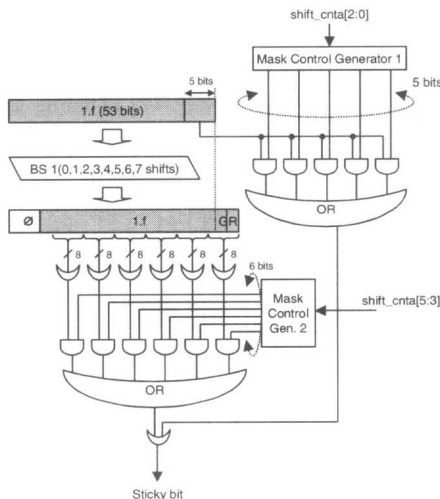 shift_cnta[2:0]
Mask Control Generator 1
5 bits
5 bits
1.f (53 bits)
BS 1(0,1,2,3,4,5,6,7 shifts)
OR
Ø
1.f
GR
8
8
8
8
8
8
6 bits
Mask
Control
Gen. 2
shift_cnta[5:3]
OR
Sticky bit